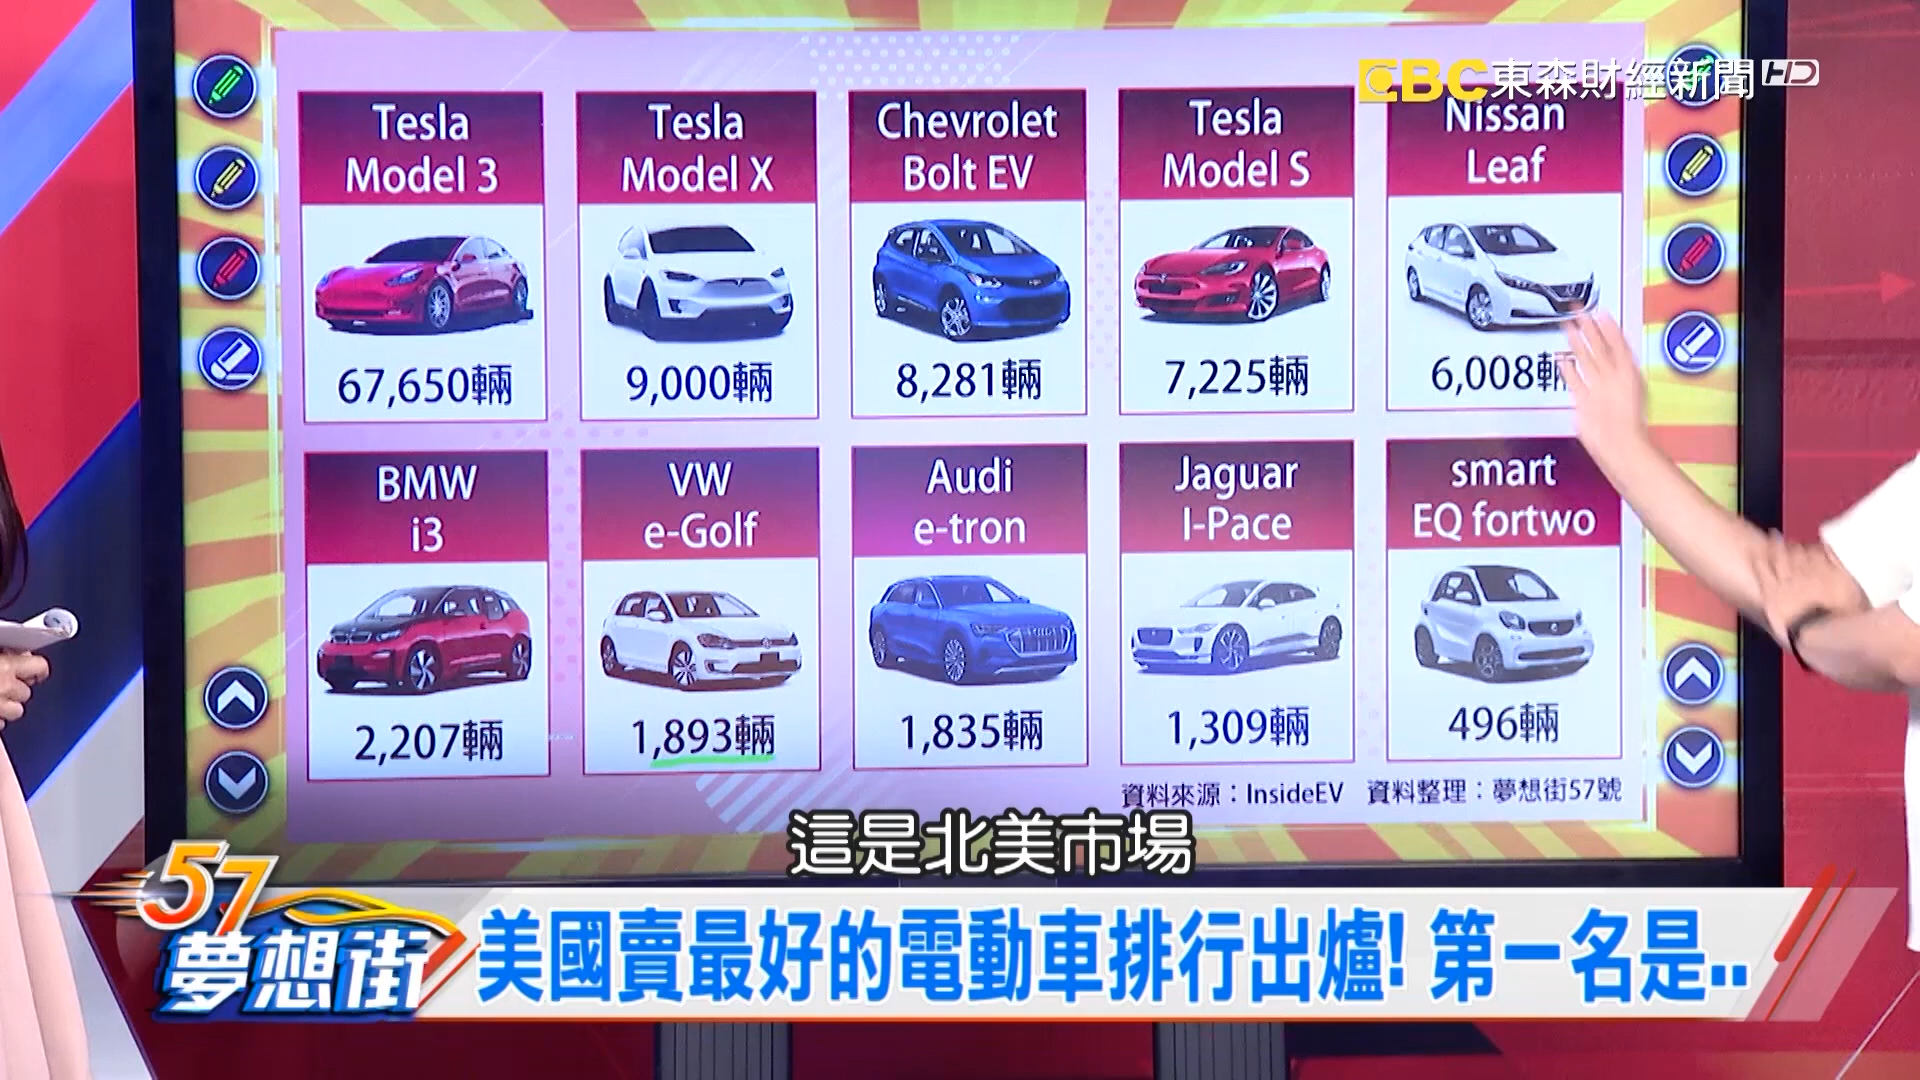 EBC東森財經新聞HD
Tesla
Model 3
67,650輛
Tesla
Model X
9,000輛
Chevrolet
Bolt EV
8,281輛
Tesla
Model S
7,225輛
Nissan
Leaf
6,008輛
BMW
i3
2,207輛
VW
e-Golf
1,893輛
Audi
e-tron
1,835輛
Jaguar
I-Pace
1,309輛
smart
EQ fortwo
496輛
資料來源：InsideEV 資料整理：夢想街57號
這是北美市場
57
夢想街
美國賣最好的電動車排行出爐! 第一名是..